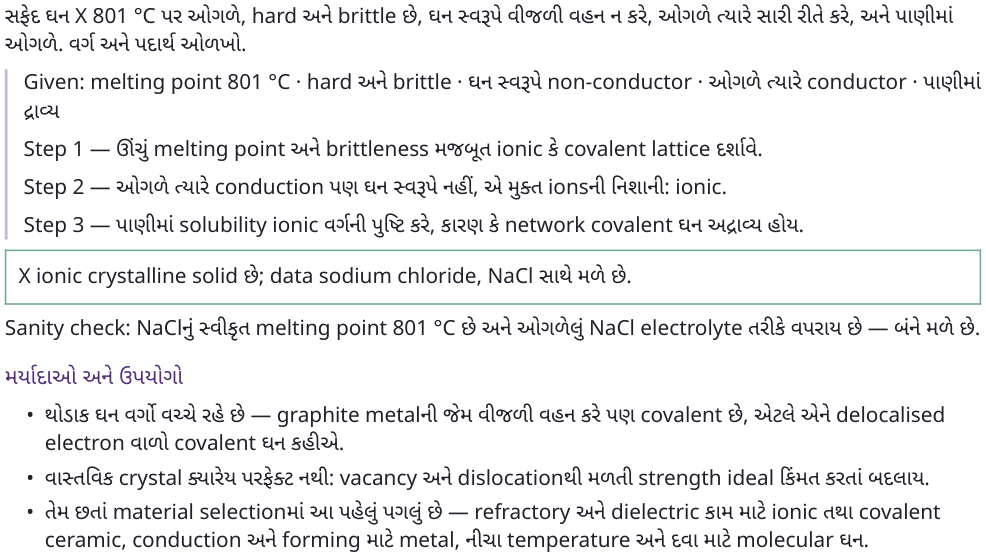 સફેદ ઘન X 801 °C પર ઓગળે, hard અને brittle છે, ઘન સ્વરૂપે વીજળી વહન ન કરે, ઓગળે ત્યારે સારી રીતે કરે, અને પાણીમાં
ઓગળે. વર્ગ અને પદાર્થ ઓળખો.
Given: melting point 801 °C · hard અને brittle · ઘન સ્વરૂપે non-conductor · ઓગળે ત્યારે conductor · પાણીમાં
દ્રાવ્ય
Step 1 — ઊંચું melting point અને brittleness મજબૂત ionic કે covalent lattice દર્શાવે.
Step 2 — ઓગળે ત્યારે conduction પણ ઘન સ્વરૂપે નહીં, એ મુક્ત ionsની નિશાની: ionic.
Step 3 — પાણીમાં solubility ionic વર્ગની પુષ્ટિ કરે, કારણ કે network covalent ઘન અદ્રાવ્ય હોય.
X ionic crystalline solid છે; data sodium chloride, NaCl સાથે મળે છે.
Sanity check: NaClનું સ્વીકૃત melting point 801 °C છે અને ઓગળેલું NaCl electrolyte તરીકે વપરાય છે — બંને મળે છે.
મર્યાદાઓ અને ઉપયોગો
• થોડાક ઘન વર્ગો વચ્ચે રહે છે — graphite metalની જેમ વીજળી વહન કરે પણ covalent છે, એટલે એને delocalised
electron વાળો covalent ઘન કહીએ.
• વાસ્તવિક crystal ક્યારેય પરફેક્ટ નથી: vacancy અને dislocationથી મળતી strength ideal કિંમત કરતાં બદલાય.
• તેમ છતાં material selectionમાં આ પહેલું પગલું છે — refractory અને dielectric કામ માટે ionic તથા covalent
ceramic, conduction અને forming માટે metal, નીચા temperature અને દવા માટે molecular ઘન.